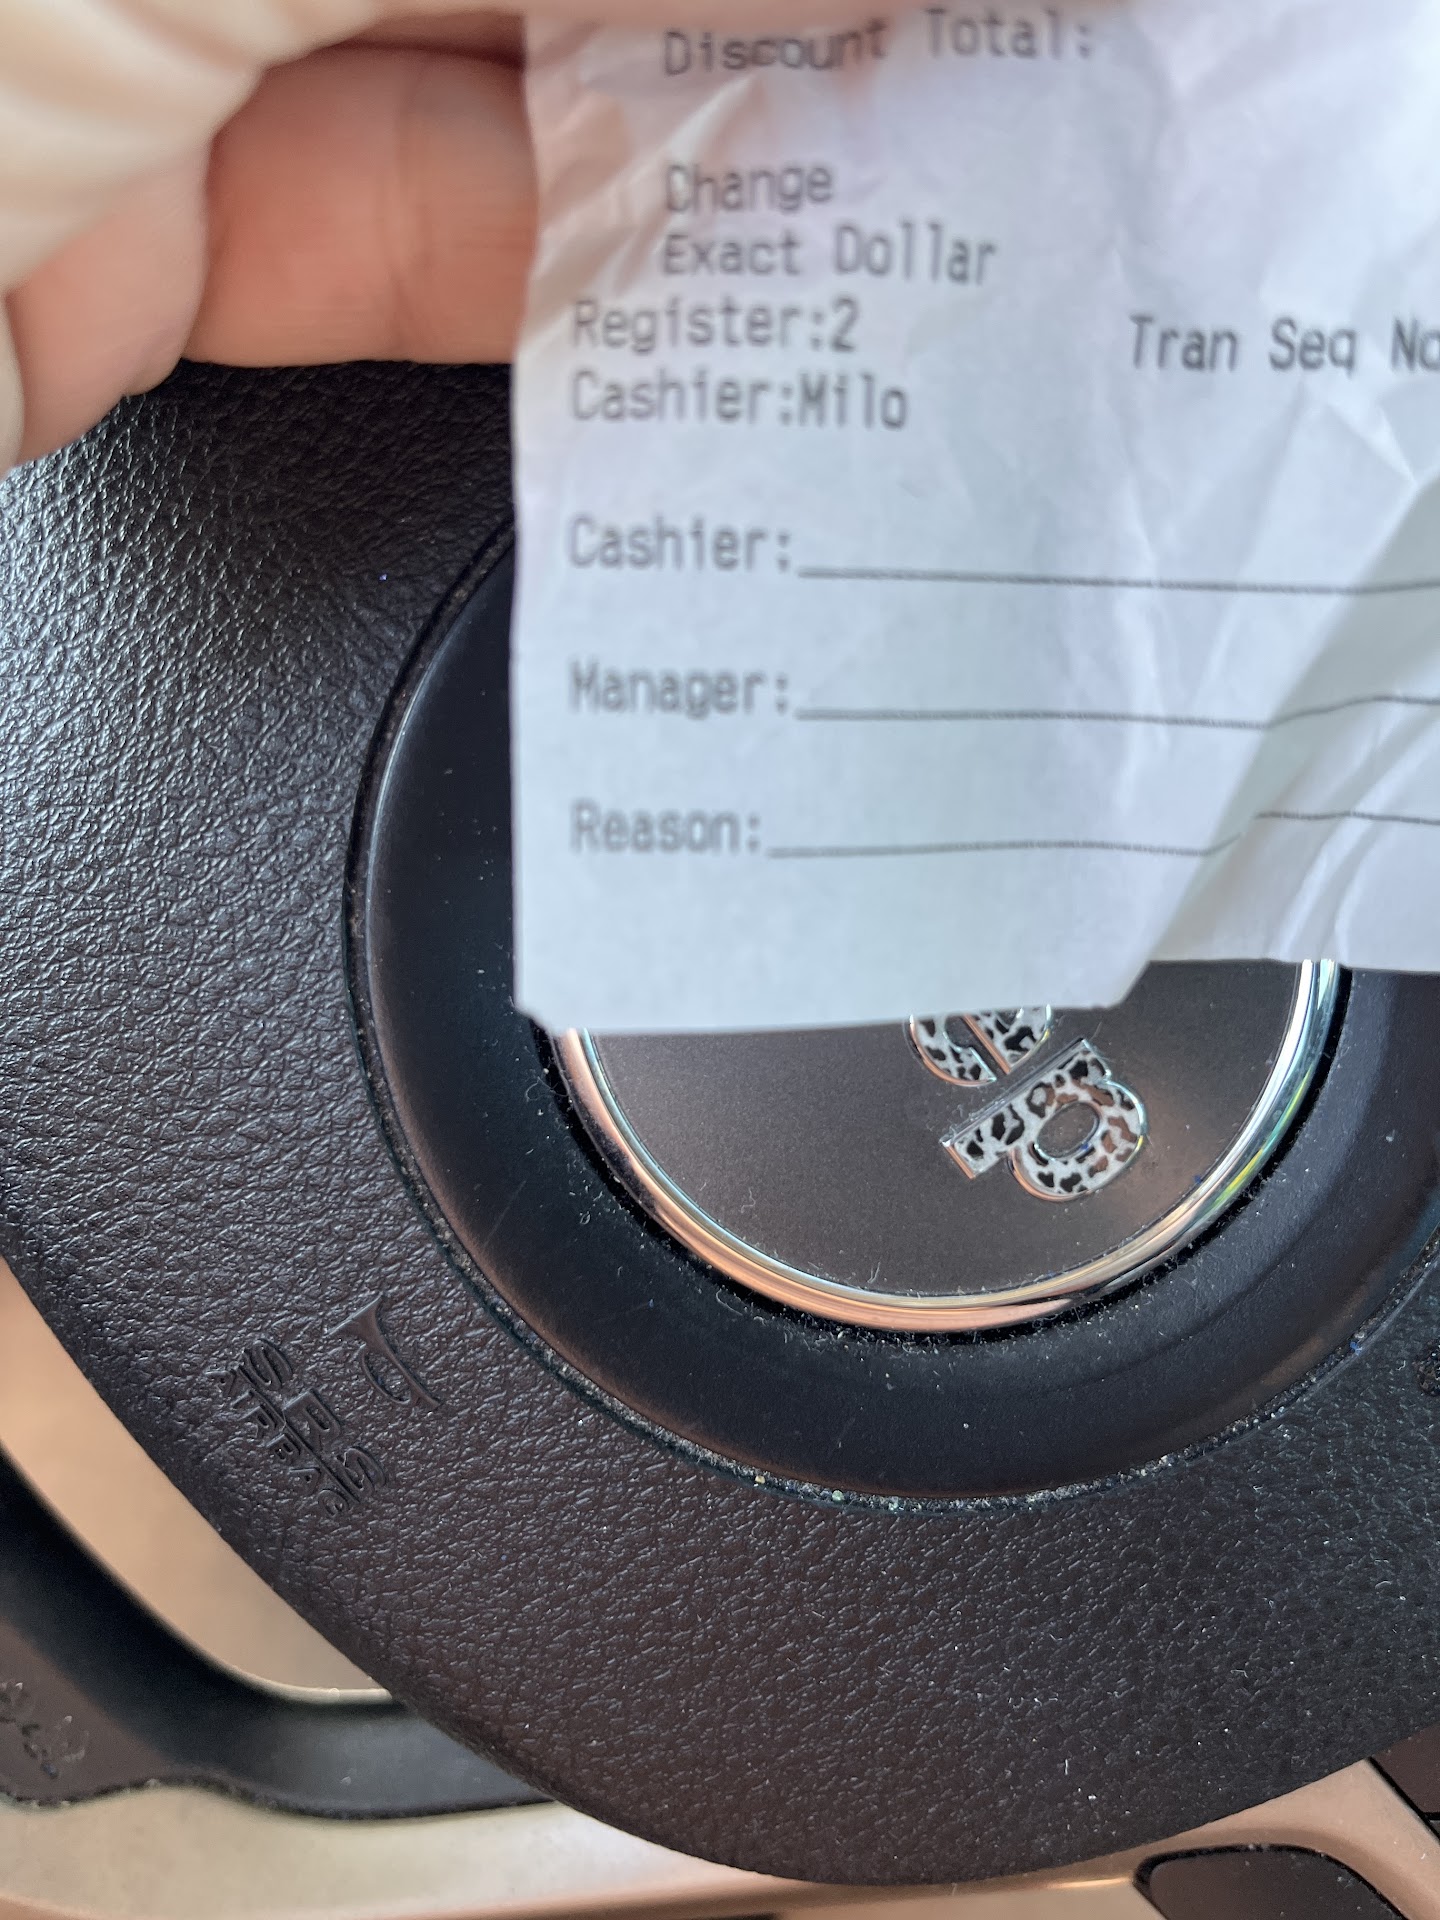 Discount Total:
Change
Exact Dollar
Register:2 Tran Seq No
Cashier:Milo
Cashier:
Manager:
Reason:
SRS
AIRBAG